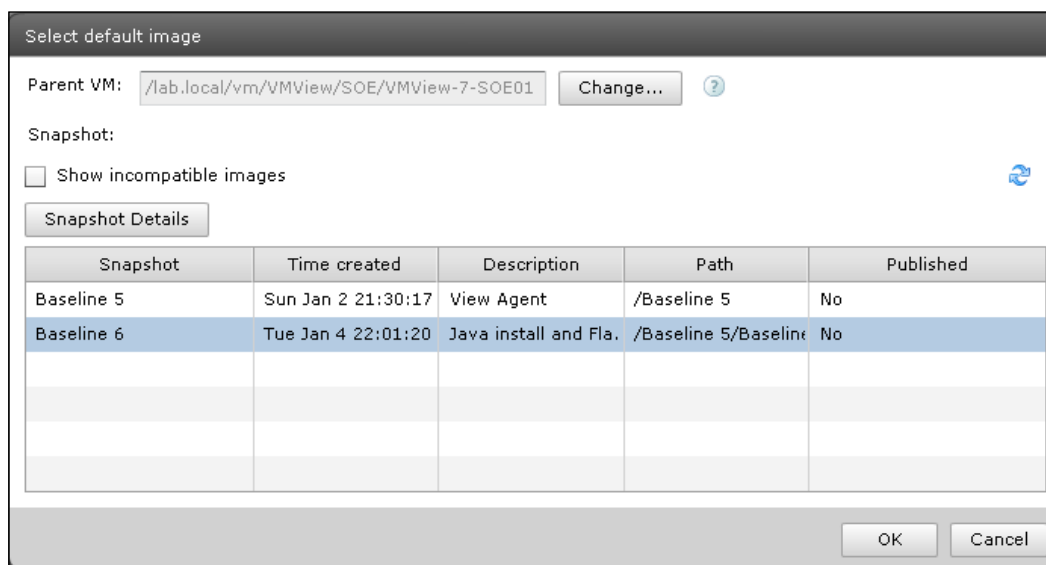 Select default image
Parent VM: /lab.local/vm/VMView/SOE/VMView-7-SOE01 Change... ?
Snapshot:
Show incompatible images
Snapshot Details
Snapshot Time created Description Path Published
Baseline 5 Sun Jan 2 21:30:17 View Agent /Baseline 5 No
Baseline 6 Tue Jan 4 22:01:20 Java install and Fla. /Baseline 5/Baseline No
OK Cancel